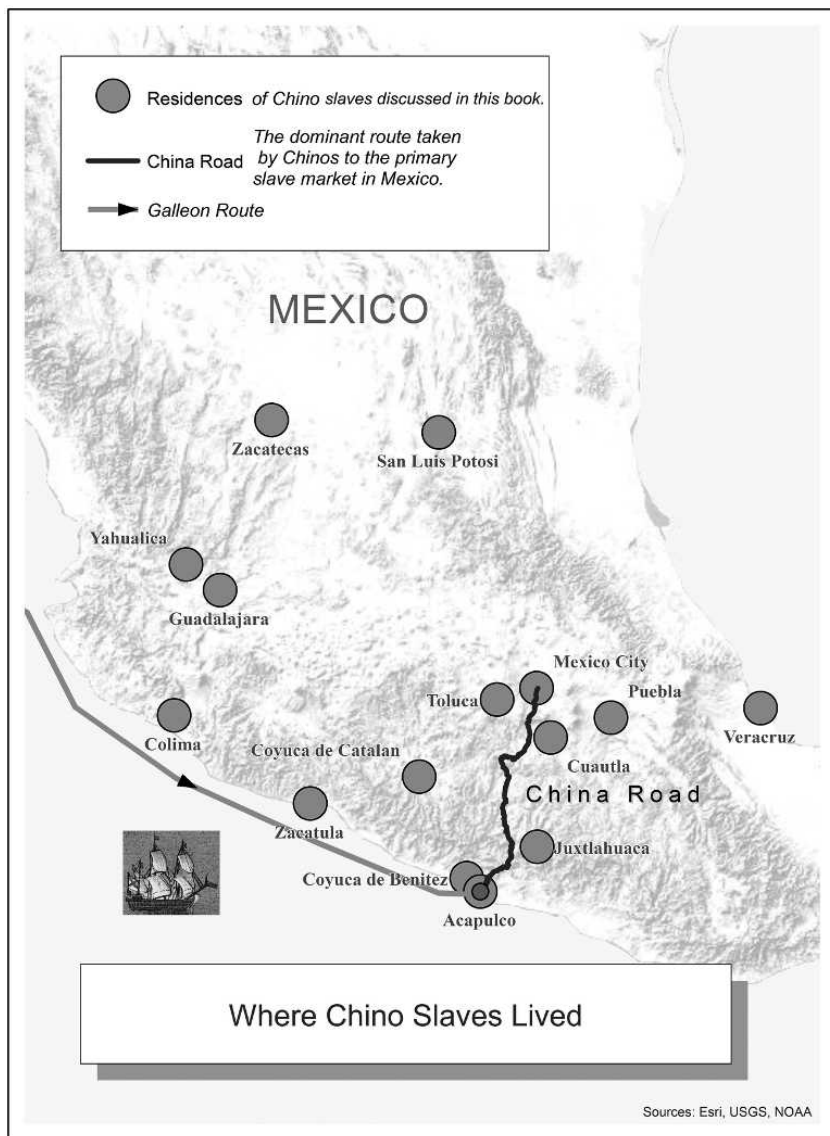 Residences of Chino slaves discussed in this book.
China Road
The dominant route taken
by Chinos to the primary
slave market in Mexico.
Galleon Route
MEXICO
Zacatecas
San Luis Potosi
Yahualica
Guadalajara
Mexico City
Toluca
Puebla
Veracruz
Colima
Coyuca de Catalan
Cuautla
China Road
Zacatula
Juxtlahuaca
Coyuca de Benitez
Acapulco
Where Chino Slaves Lived
Sources: Esri, USGS, NOAA